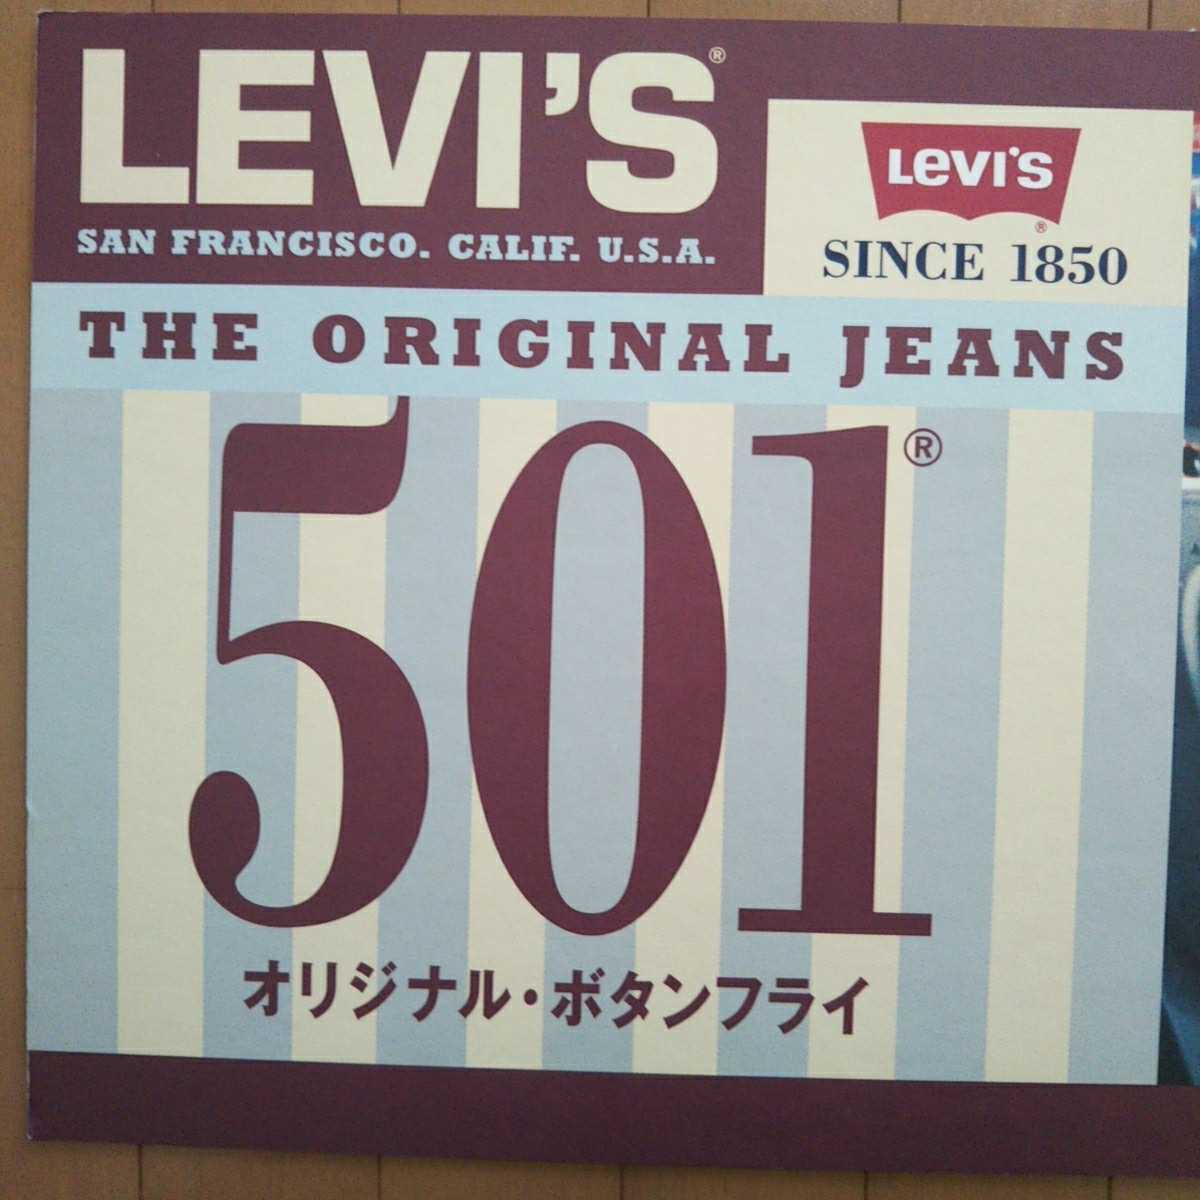 LEVI'S®
SAN FRANCISCO. CALIF. U.S.A.
LEVI'S®
SINCE 1850
THE ORIGINAL JEANS
501®
オリジナル・ボタンフライ